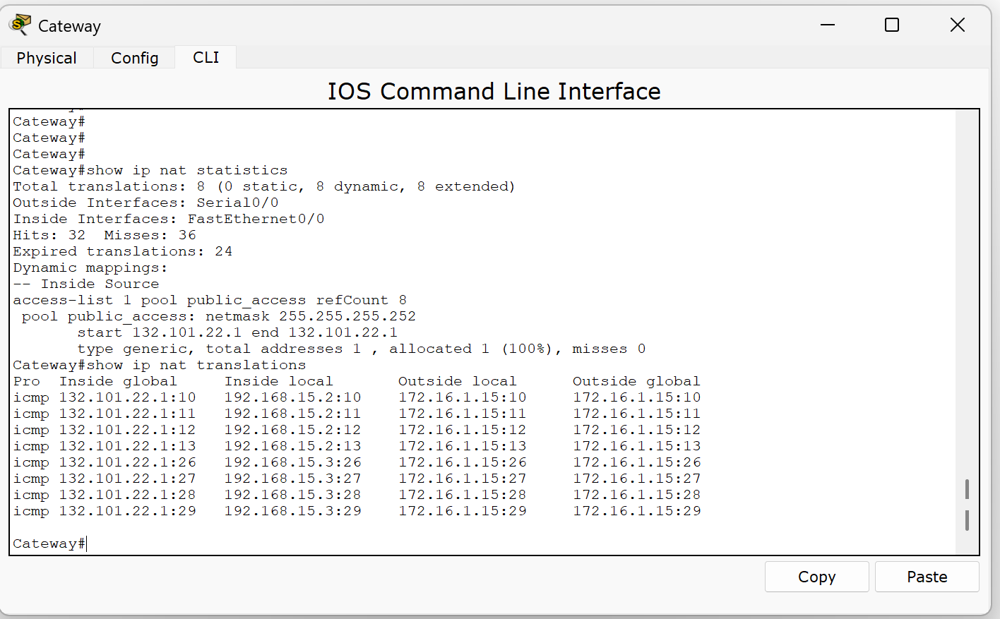 Cateway
Physical Config CLI
IOS Command Line Interface
Cateway#
Cateway#
Cateway#
Cateway#show ip nat statistics
Total translations: 8 (0 static, 8 dynamic, 8 extended)
Outside Interfaces: Serial0/0
Inside Interfaces: FastEthernet0/0
Hits: 32  Misses: 36
Expired translations: 24
Dynamic mappings:
-- Inside Source
access-list 1 pool public_access refCount 8
 pool public_access: netmask 255.255.255.252
       start 132.101.22.1 end 132.101.22.1
       type generic, total addresses 1 , allocated 1 (100%), misses 0
Cateway#show ip nat translations
Pro  Inside global     Inside local       Outside local      Outside global
icmp 132.101.22.1:10   192.168.15.2:10    172.16.1.15:10     172.16.1.15:10
icmp 132.101.22.1:11   192.168.15.2:11    172.16.1.15:11     172.16.1.15:11
icmp 132.101.22.1:12   192.168.15.2:12    172.16.1.15:12     172.16.1.15:12
icmp 132.101.22.1:13   192.168.15.2:13    172.16.1.15:13     172.16.1.15:13
icmp 132.101.22.1:26   192.168.15.3:26    172.16.1.15:26     172.16.1.15:26
icmp 132.101.22.1:27   192.168.15.3:27    172.16.1.15:27     172.16.1.15:27
icmp 132.101.22.1:28   192.168.15.3:28    172.16.1.15:28     172.16.1.15:28
icmp 132.101.22.1:29   192.168.15.3:29    172.16.1.15:29     172.16.1.15:29
Cateway#
Copy Paste